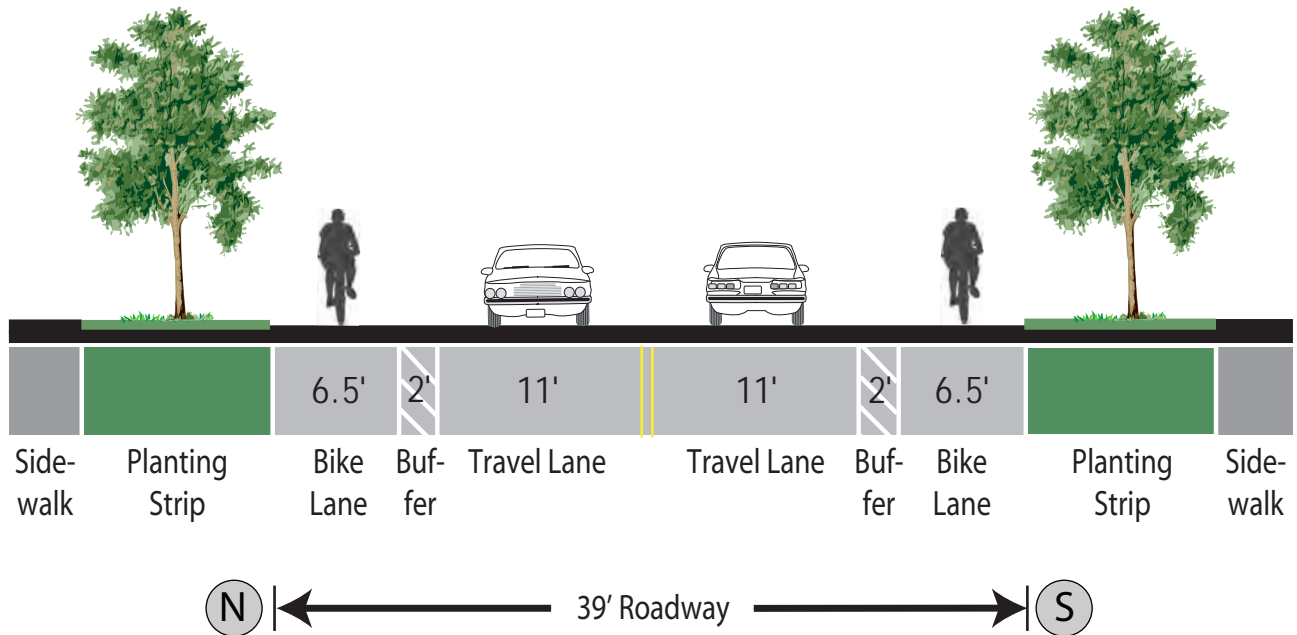 6.5' 2' 11' 11' 2' 6.5'
Side- Planting Bike Buf- Travel Lane Travel Lane Buf- Bike Planting Side-
walk Strip Lane fer fer Lane Strip walk
N 39’ Roadway S